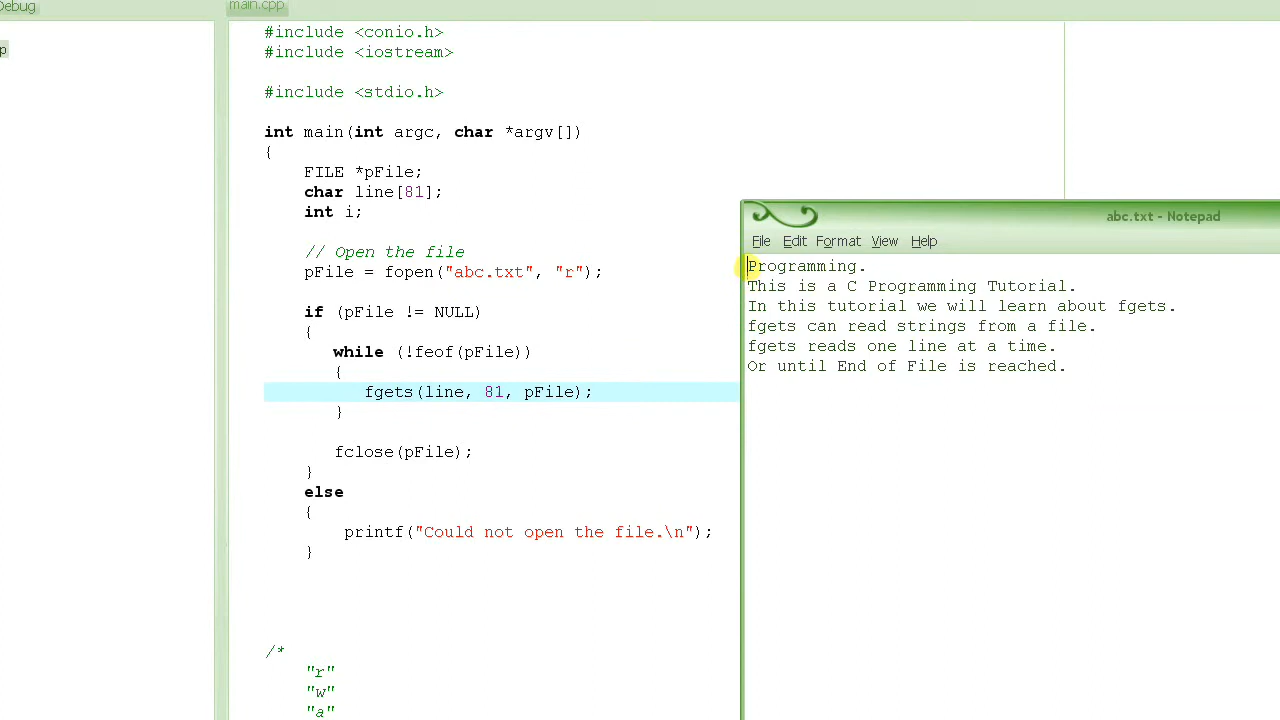 Debug
main.cpp
p
#include <conio.h>
#include <iostream>
#include <stdio.h>
int main(int argc, char *argv[])
{
FILE *pFile;
char line[81];
int i;
// Open the file
pFile = fopen("abc.txt", "r");
if (pFile != NULL)
{
while (!feof(pFile))
{
fgets(line, 81, pFile);
}
fclose(pFile);
}
else
{
printf("Could not open the file.\n");
}
/*
"r"
"w"
"a"
abc.txt - Notepad
File Edit Format View Help
Programming.
This is a C Programming Tutorial.
In this tutorial we will learn about fgets.
fgets can read strings from a file.
fgets reads one line at a time.
Or until End of File is reached.